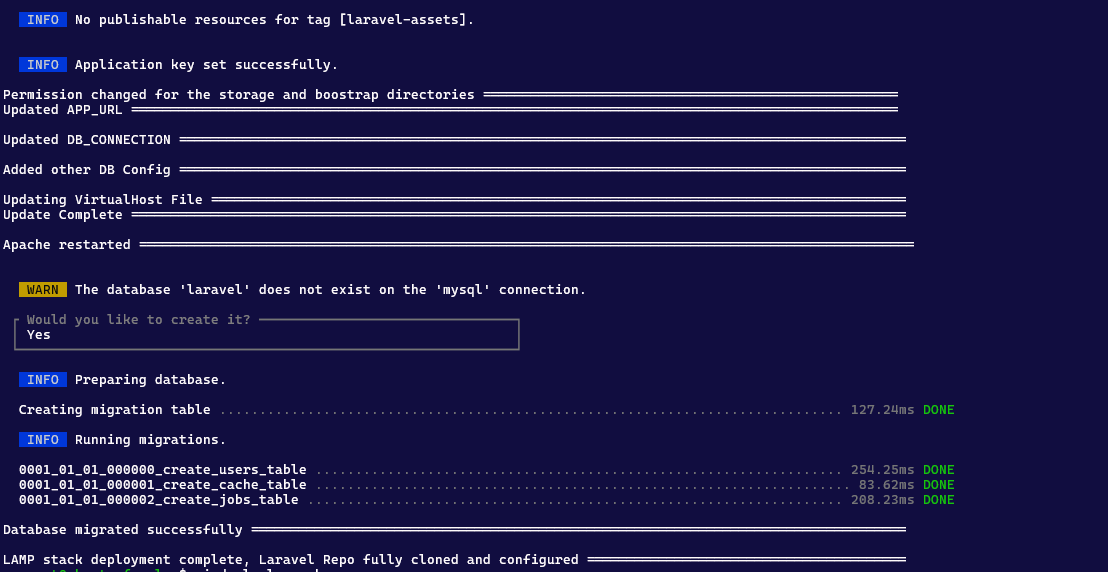 INFO No publishable resources for tag [laravel-assets].
INFO Application key set successfully.
Permission changed for the storage and boostrap directories
Updated APP_URL
Updated DB_CONNECTION
Added other DB Config
Updating VirtualHost File
Update Complete
Apache restarted
WARN The database 'laravel' does not exist on the 'mysql' connection.
Would you like to create it?
Yes
INFO Preparing database.
Creating migration table .............................................................................. 127.24ms DONE
INFO Running migrations.
0001_01_01_000000_create_users_table .................................................................. 254.25ms DONE
0001_01_01_000001_create_cache_table ................................................................... 83.62ms DONE
0001_01_01_000002_create_jobs_table ................................................................... 208.23ms DONE
Database migrated successfully
LAMP stack deployment complete, Laravel Repo fully cloned and configured